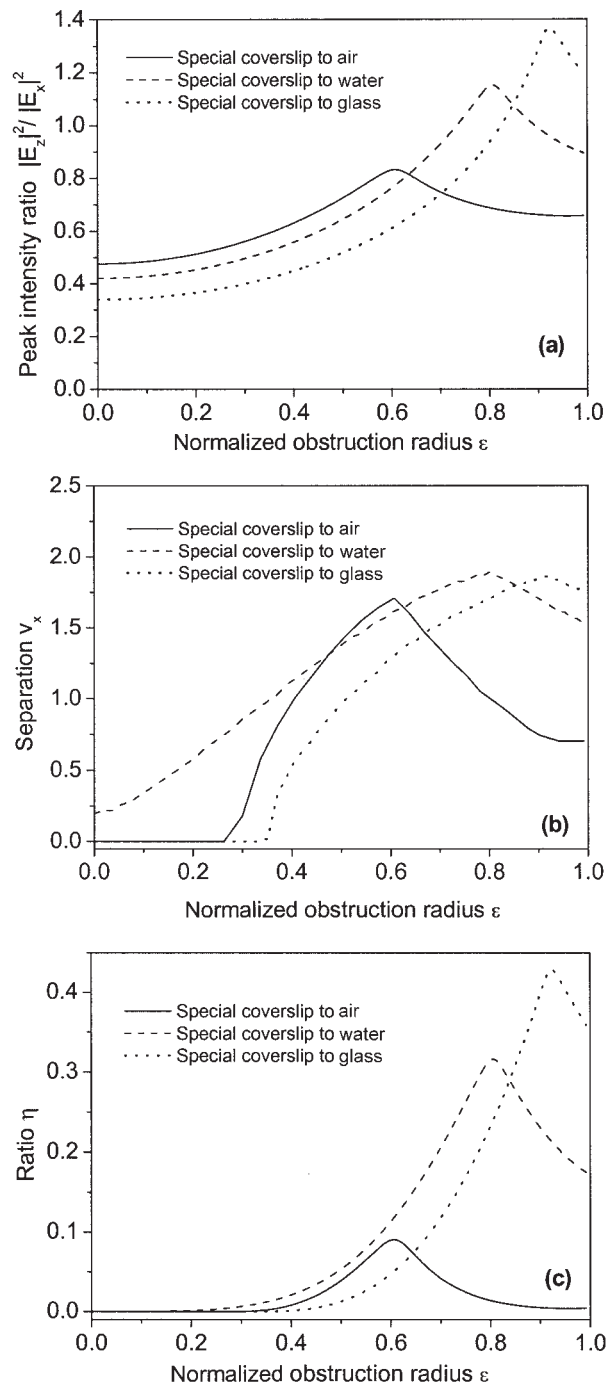 1.4
1.2
1.0
0.8
0.6
0.4
0.2
0.0
Peak intensity ratio |E_z|²/ |E_x|²
Special coverslip to air
Special coverslip to water
Special coverslip to glass
(a)
0.0 0.2 0.4 0.6 0.8 1.0
Normalized obstruction radius ε
2.5
2.0
1.5
1.0
0.5
0.0
Separation v_x
Special coverslip to air
Special coverslip to water
Special coverslip to glass
(b)
0.0 0.2 0.4 0.6 0.8 1.0
Normalized obstruction radius ε
0.4
0.3
0.2
0.1
0.0
Ratio η
Special coverslip to air
Special coverslip to water
Special coverslip to glass
(c)
0.0 0.2 0.4 0.6 0.8 1.0
Normalized obstruction radius ε